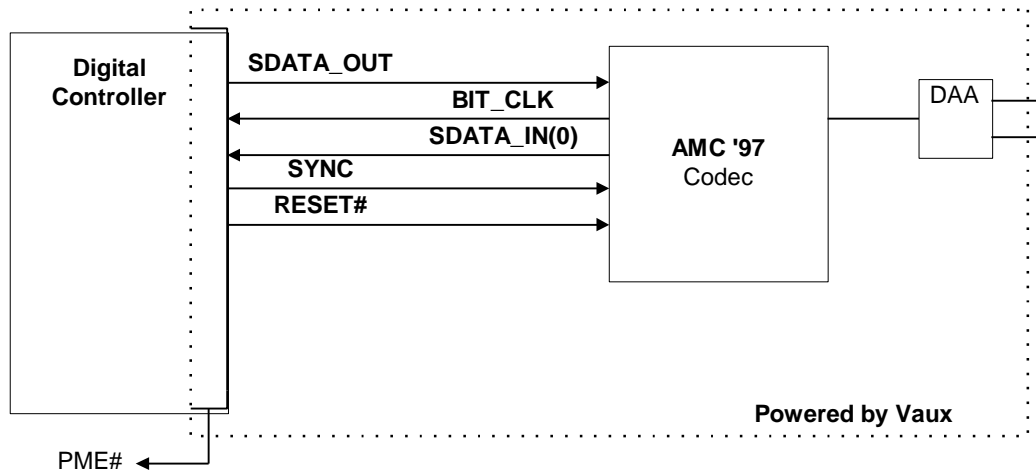 Digital
Controller
SDATA_OUT
BIT_CLK
SDATA_IN(0)
SYNC
RESET#
AMC '97
Codec
DAA
Powered by Vaux
PME#